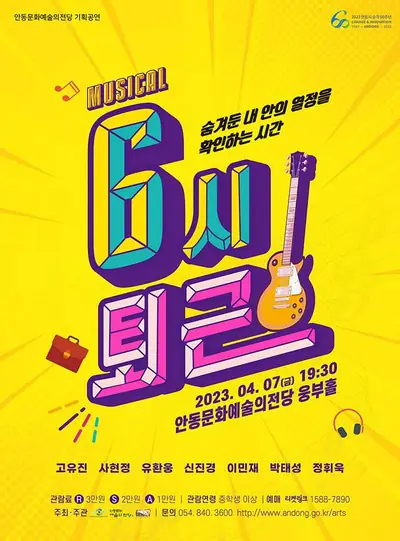 안동문화예술의전당 기획공연
MUSICAL
숨겨둔 내 안의 열정을
확인하는 시간
6시
퇴근
2023. 04. 07(금) 19:30
안동문화예술의전당 웅부홀
고유진 사현정 유환웅 신진경 이민재 박태성 정휘욱
관람료 R 3만원 S 2만원 A 1만원 | 관람연령 중학생 이상 | 예매 티켓링크 1588-7890
주최·주관 | 문의 054. 840. 3600 http://www.andong.go.kr/arts